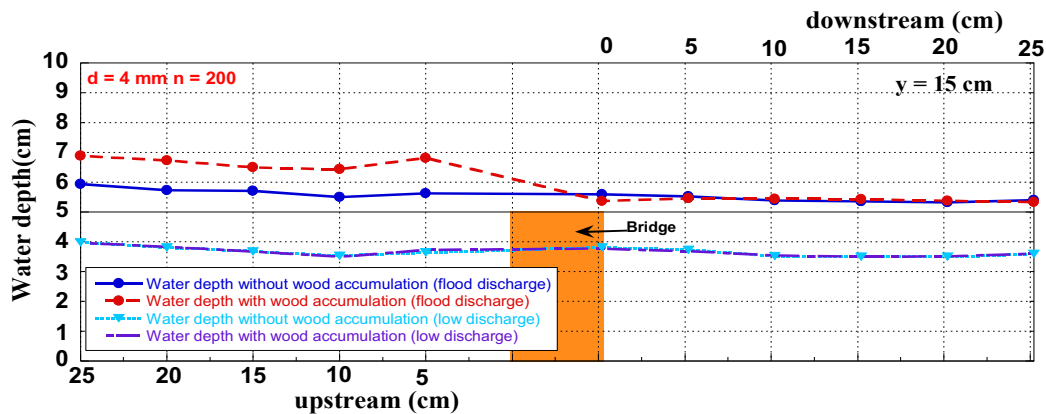 downstream (cm)
0 5 10 15 20 25
d = 4 mm n = 200
y = 15 cm
Water depth(cm)
10
9
8
7
6
5
4
3
2
1
0
Bridge
Water depth without wood accumulation (flood discharge)
Water depth with wood accumulation (flood discharge)
Water depth without wood accumulation (low discharge)
Water depth with wood accumulation (low discharge)
25 20 15 10 5
upstream (cm)